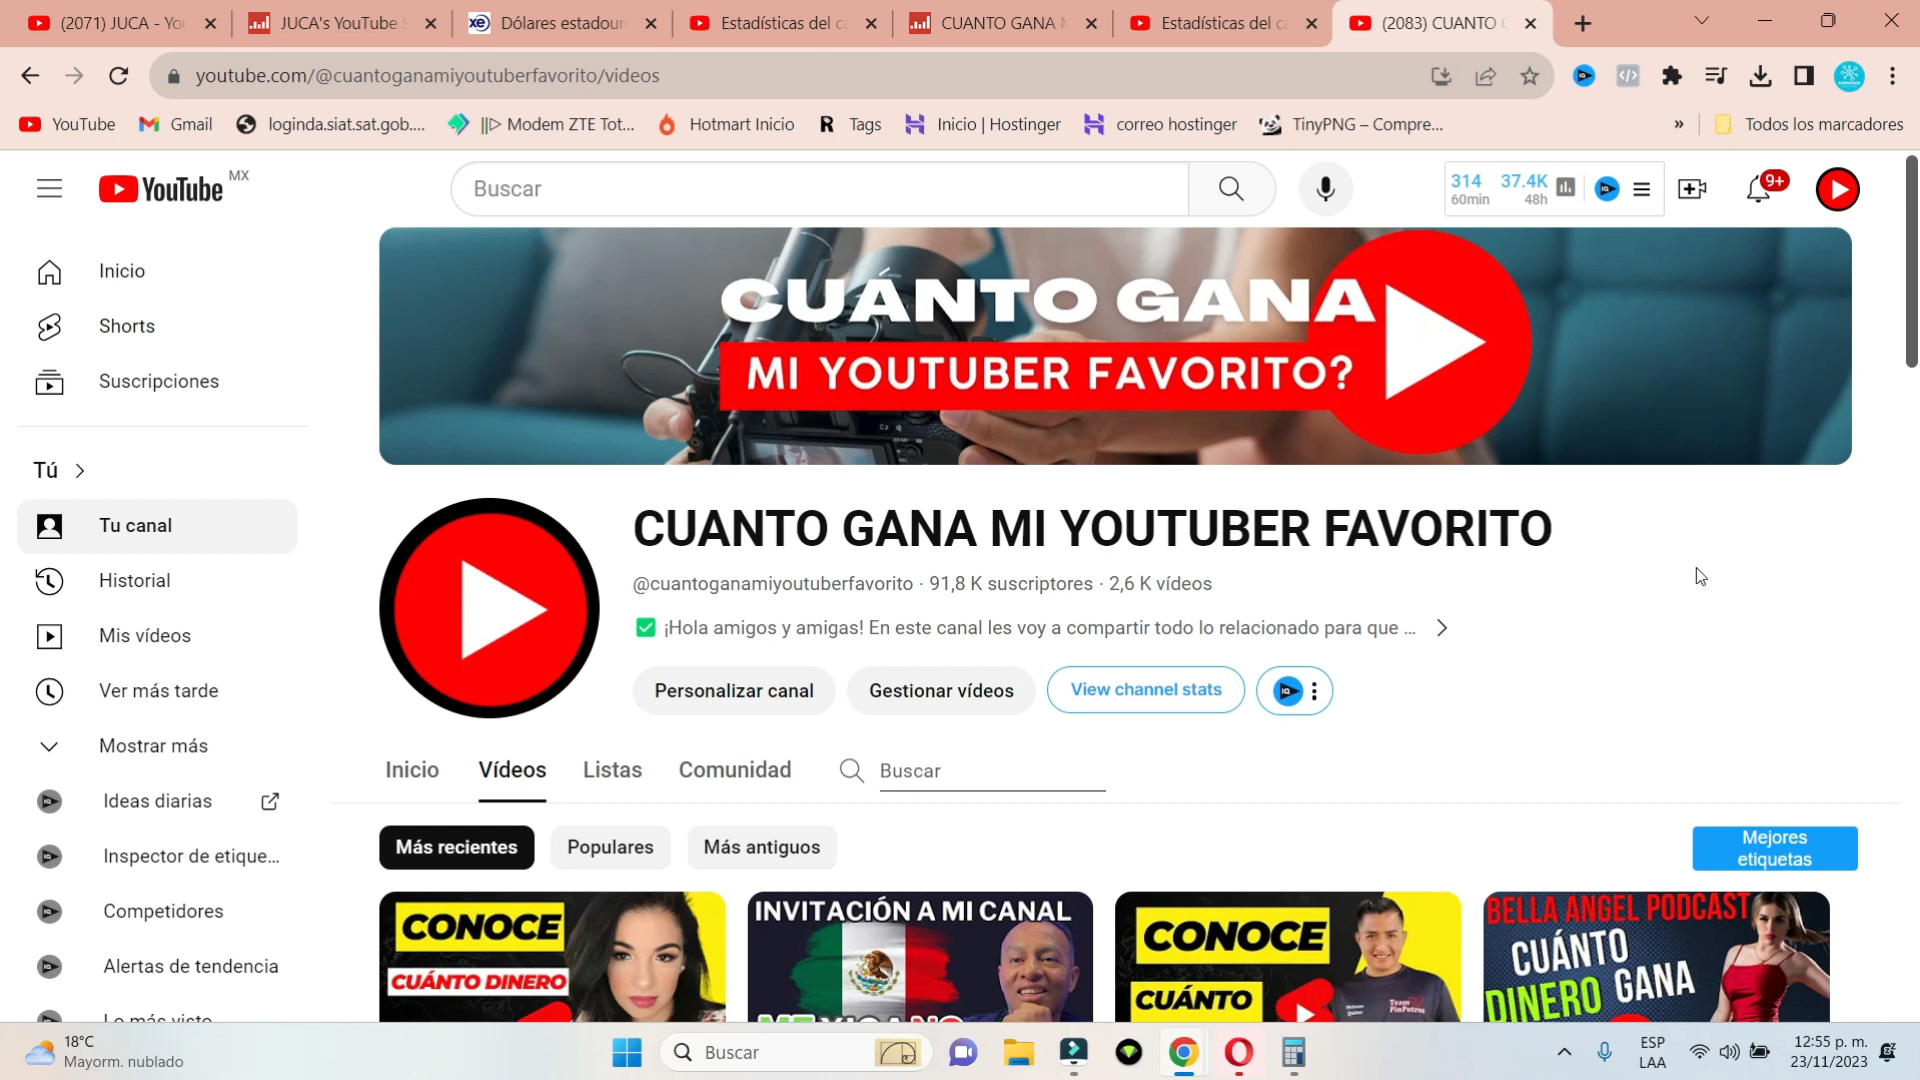 (2071) JUCA - You
JUCA's YouTube S
Dólares estadour
Estadísticas del ca
CUANTO GANA M
Estadísticas del ca
(2083) CUANTO G
youtube.com/@cuantoganamiyoutuberfavorito/videos
YouTube
Gmail
loginda.siat.sat.gob....
||▷ Modem ZTE Tot...
Hotmart Inicio
Tags
Inicio | Hostinger
correo hostinger
TinyPNG – Compre...
»
Todos los marcadores
YouTube MX
Buscar
314
60min
37.4K
48h
9+
Inicio
Shorts
Suscripciones
Tú >
Tu canal
Historial
Mis vídeos
Ver más tarde
Mostrar más
Ideas diarias
Inspector de etique...
Competidores
Alertas de tendencia
Lo más visto
CUÁNTO GANA
MI YOUTUBER FAVORITO?
CUANTO GANA MI YOUTUBER FAVORITO
@cuantoganamiyoutuberfavorito · 91,8 K suscriptores · 2,6 K vídeos
✅ ¡Hola amigos y amigas! En este canal les voy a compartir todo lo relacionado para que ...
Personalizar canal
Gestionar vídeos
View channel stats
Inicio
Vídeos
Listas
Comunidad
Buscar
Más recientes
Populares
Más antiguos
Mejores
etiquetas
CONOCE
CUÁNTO DINERO
INVITACIÓN A MI CANAL
MEXICANO
CONOCE
CUÁNTO
BELLA ANGEL PODCAST
CUÁNTO
DINERO GANA
18°C
Mayorm. nublado
Buscar
ESP
LAA
12:55 p. m.
23/11/2023